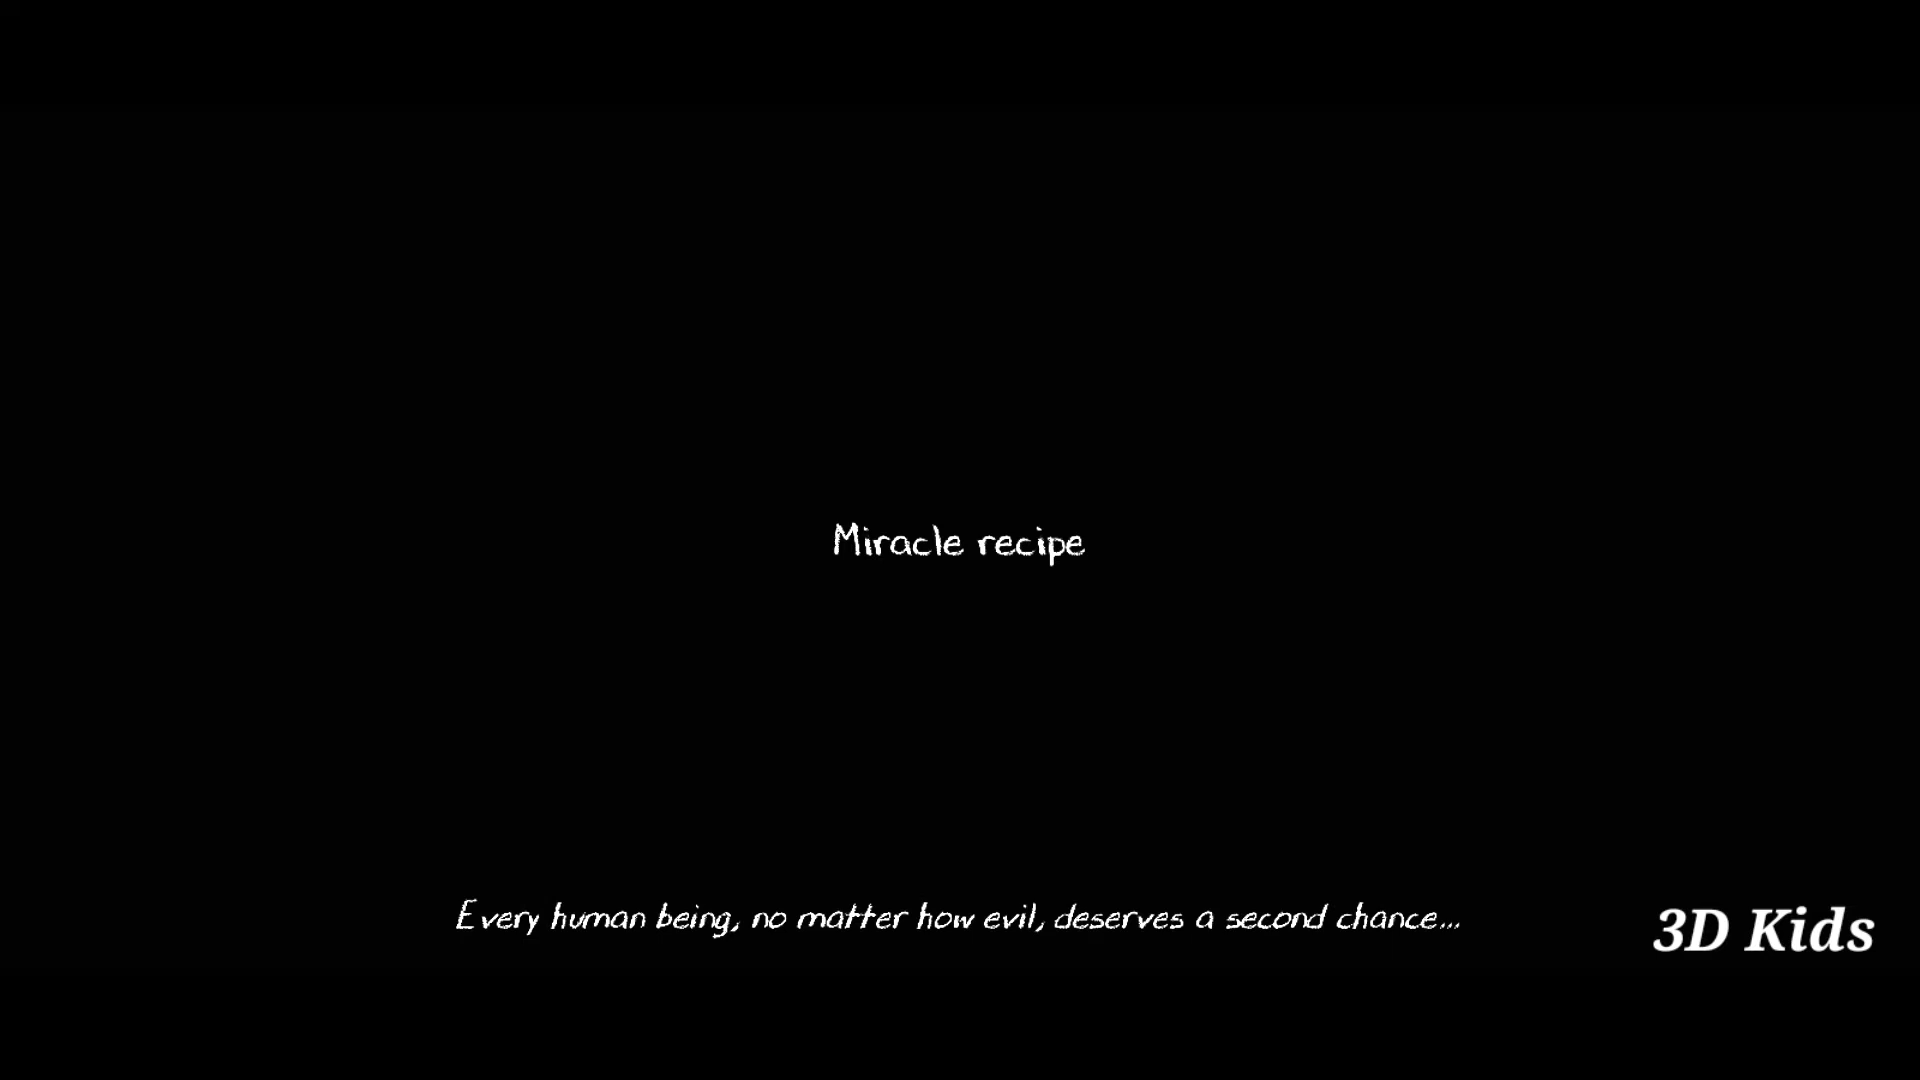 Miracle recipe
Every human being, no matter how evil, deserves a second chance...
3D Kids